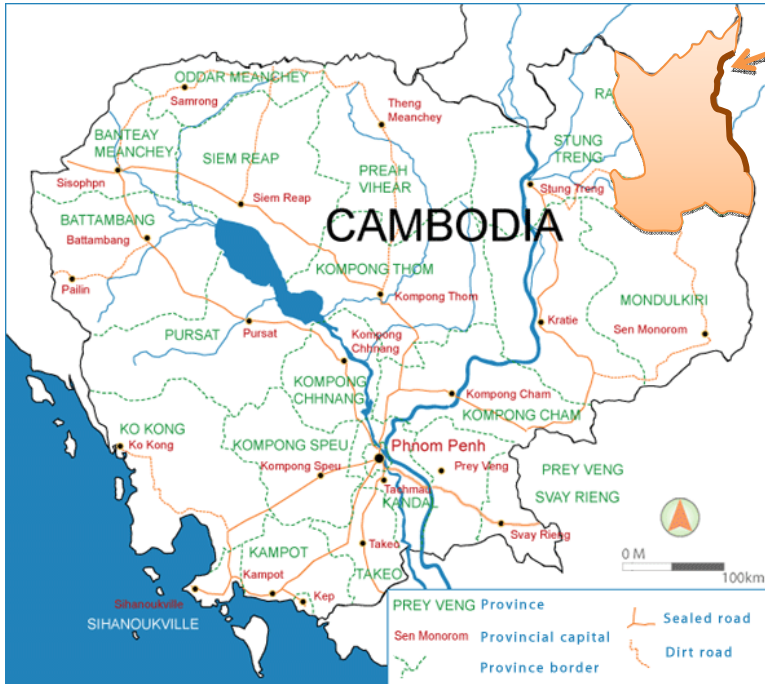 ODDAR MEANCHEY
Samrong
Theng
Meanchey
RA
BANTEAY
MEANCHEY
STUNG
TRENG
SIEM REAP
PREAH
VIHEAR
Sisophpn
Siem Reap
Stung Treng
BATTAMBANG
Battambang
CAMBODIA
KOMPONG THOM
Pailin
Kompong Thom
MONDULKIRI
PURSAT
Pursat
Kompong
Chhnang
Kratie
Sen Monorom
KOMPONG
CHHNANG
Kompong Cham
KOMPONG CHAM
KO KONG
Ko Kong
KOMPONG SPEU
Phnom Penh
Kompong Speu
Prey Veng
PREY VENG
Tachmau
KANDAL
SVAY RIENG
Svay Rieng
Takeo
KAMPOT
0 M
100km
Kampot
TAKEO
Kep
Sihanoukville
SIHANOUKVILLE
PREY VENG Province
Sen Monorom Provincial capital
Province border
Sealed road
Dirt road